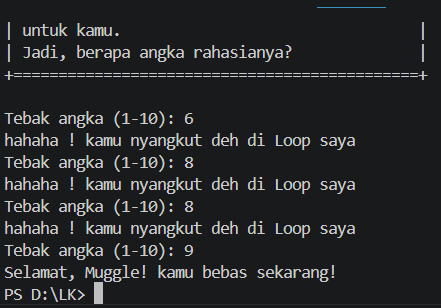 | untuk kamu. |
| Jadi, berapa angka rahasianya? |
+============================================+
Tebak angka (1-10): 6
hahaha ! kamu nyangkut deh di Loop saya
Tebak angka (1-10): 8
hahaha ! kamu nyangkut deh di Loop saya
Tebak angka (1-10): 8
hahaha ! kamu nyangkut deh di Loop saya
Tebak angka (1-10): 9
Selamat, Muggle! kamu bebas sekarang!
PS D:\LK>